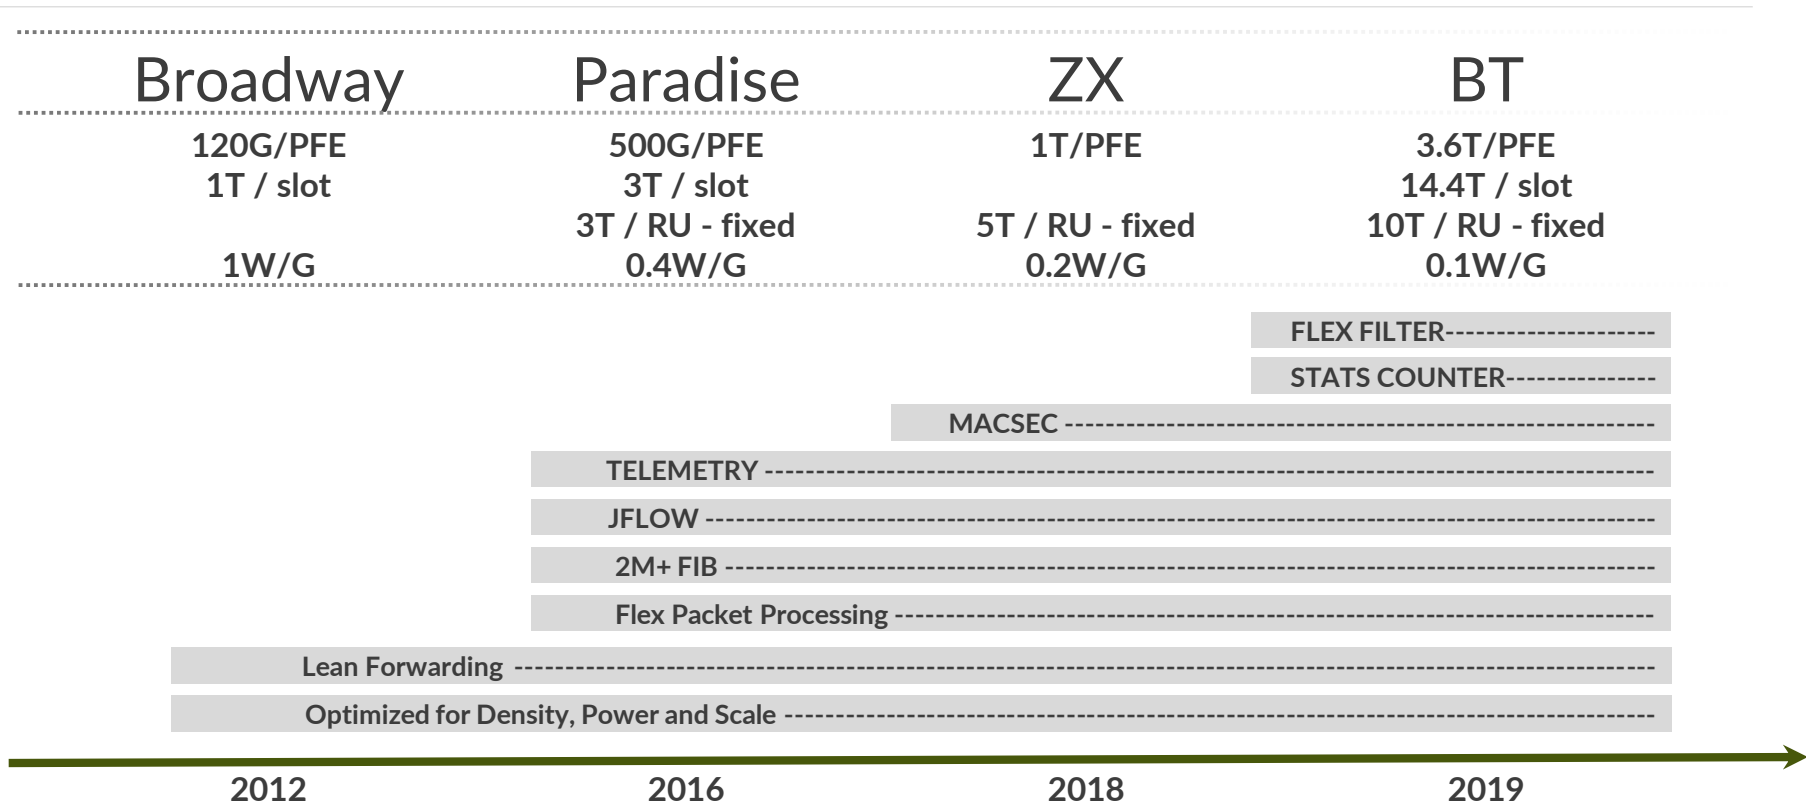 Broadway Paradise ZX BT
120G/PFE 500G/PFE 1T/PFE 3.6T/PFE
1T / slot 3T / slot 14.4T / slot
3T / RU - fixed 5T / RU - fixed 10T / RU - fixed
1W/G 0.4W/G 0.2W/G 0.1W/G
FLEX FILTER---------------------
STATS COUNTER---------------
MACSEC ----------------------------------------------------------
TELEMETRY ----------------------------------------------------------------------------------------
JFLOW ----------------------------------------------------------------------------------------------
2M+ FIB --------------------------------------------------------------------------------------------
Flex Packet Processing ---------------------------------------------------------------------------
Lean Forwarding -----------------------------------------------------------------------------------------------------------------
Optimized for Density, Power and Scale --------------------------------------------------------------------------------------
2012 2016 2018 2019